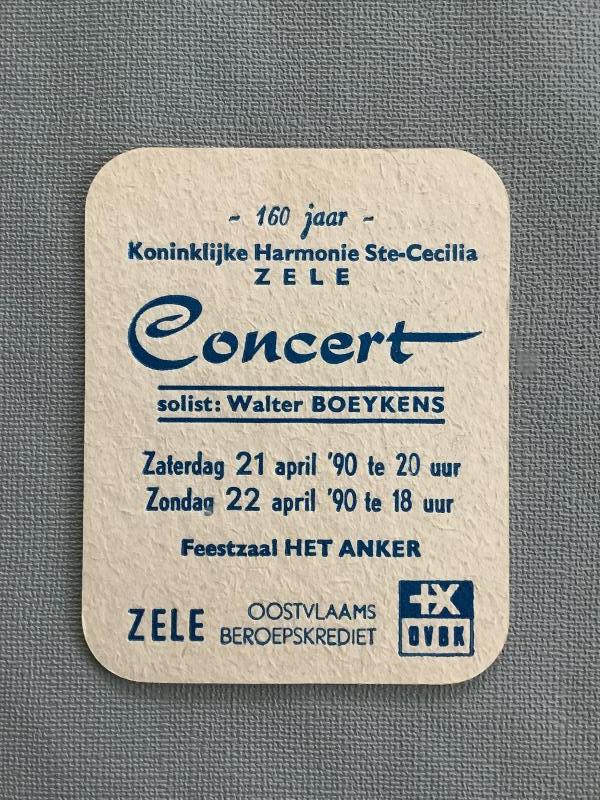 - 160 jaar -
Koninklijke Harmonie Ste-Cecilia
ZELE
Concert
solist: Walter BOEYKENS
Zaterdag 21 april '90 te 20 uur
Zondag 22 april '90 te 18 uur
Feestzaal HET ANKER
ZELE OOSTVLAAMS
BEROEPSKREDIET
+X
OVBK